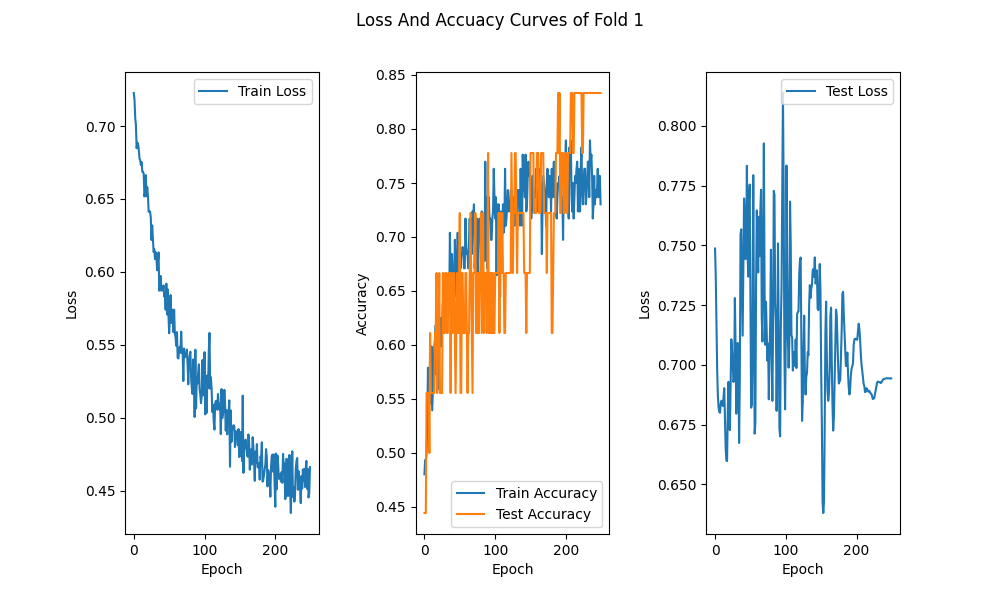 Loss And Accuacy Curves of Fold 1
Loss
0.70
0.65
0.60
0.55
0.50
0.45
0 100 200
Epoch
Train Loss
Accuracy
0.85
0.80
0.75
0.70
0.65
0.60
0.55
0.50
0.45
0 100 200
Epoch
Train Accuracy
Test Accuracy
Loss
0.800
0.775
0.750
0.725
0.700
0.675
0.650
0 100 200
Epoch
Test Loss